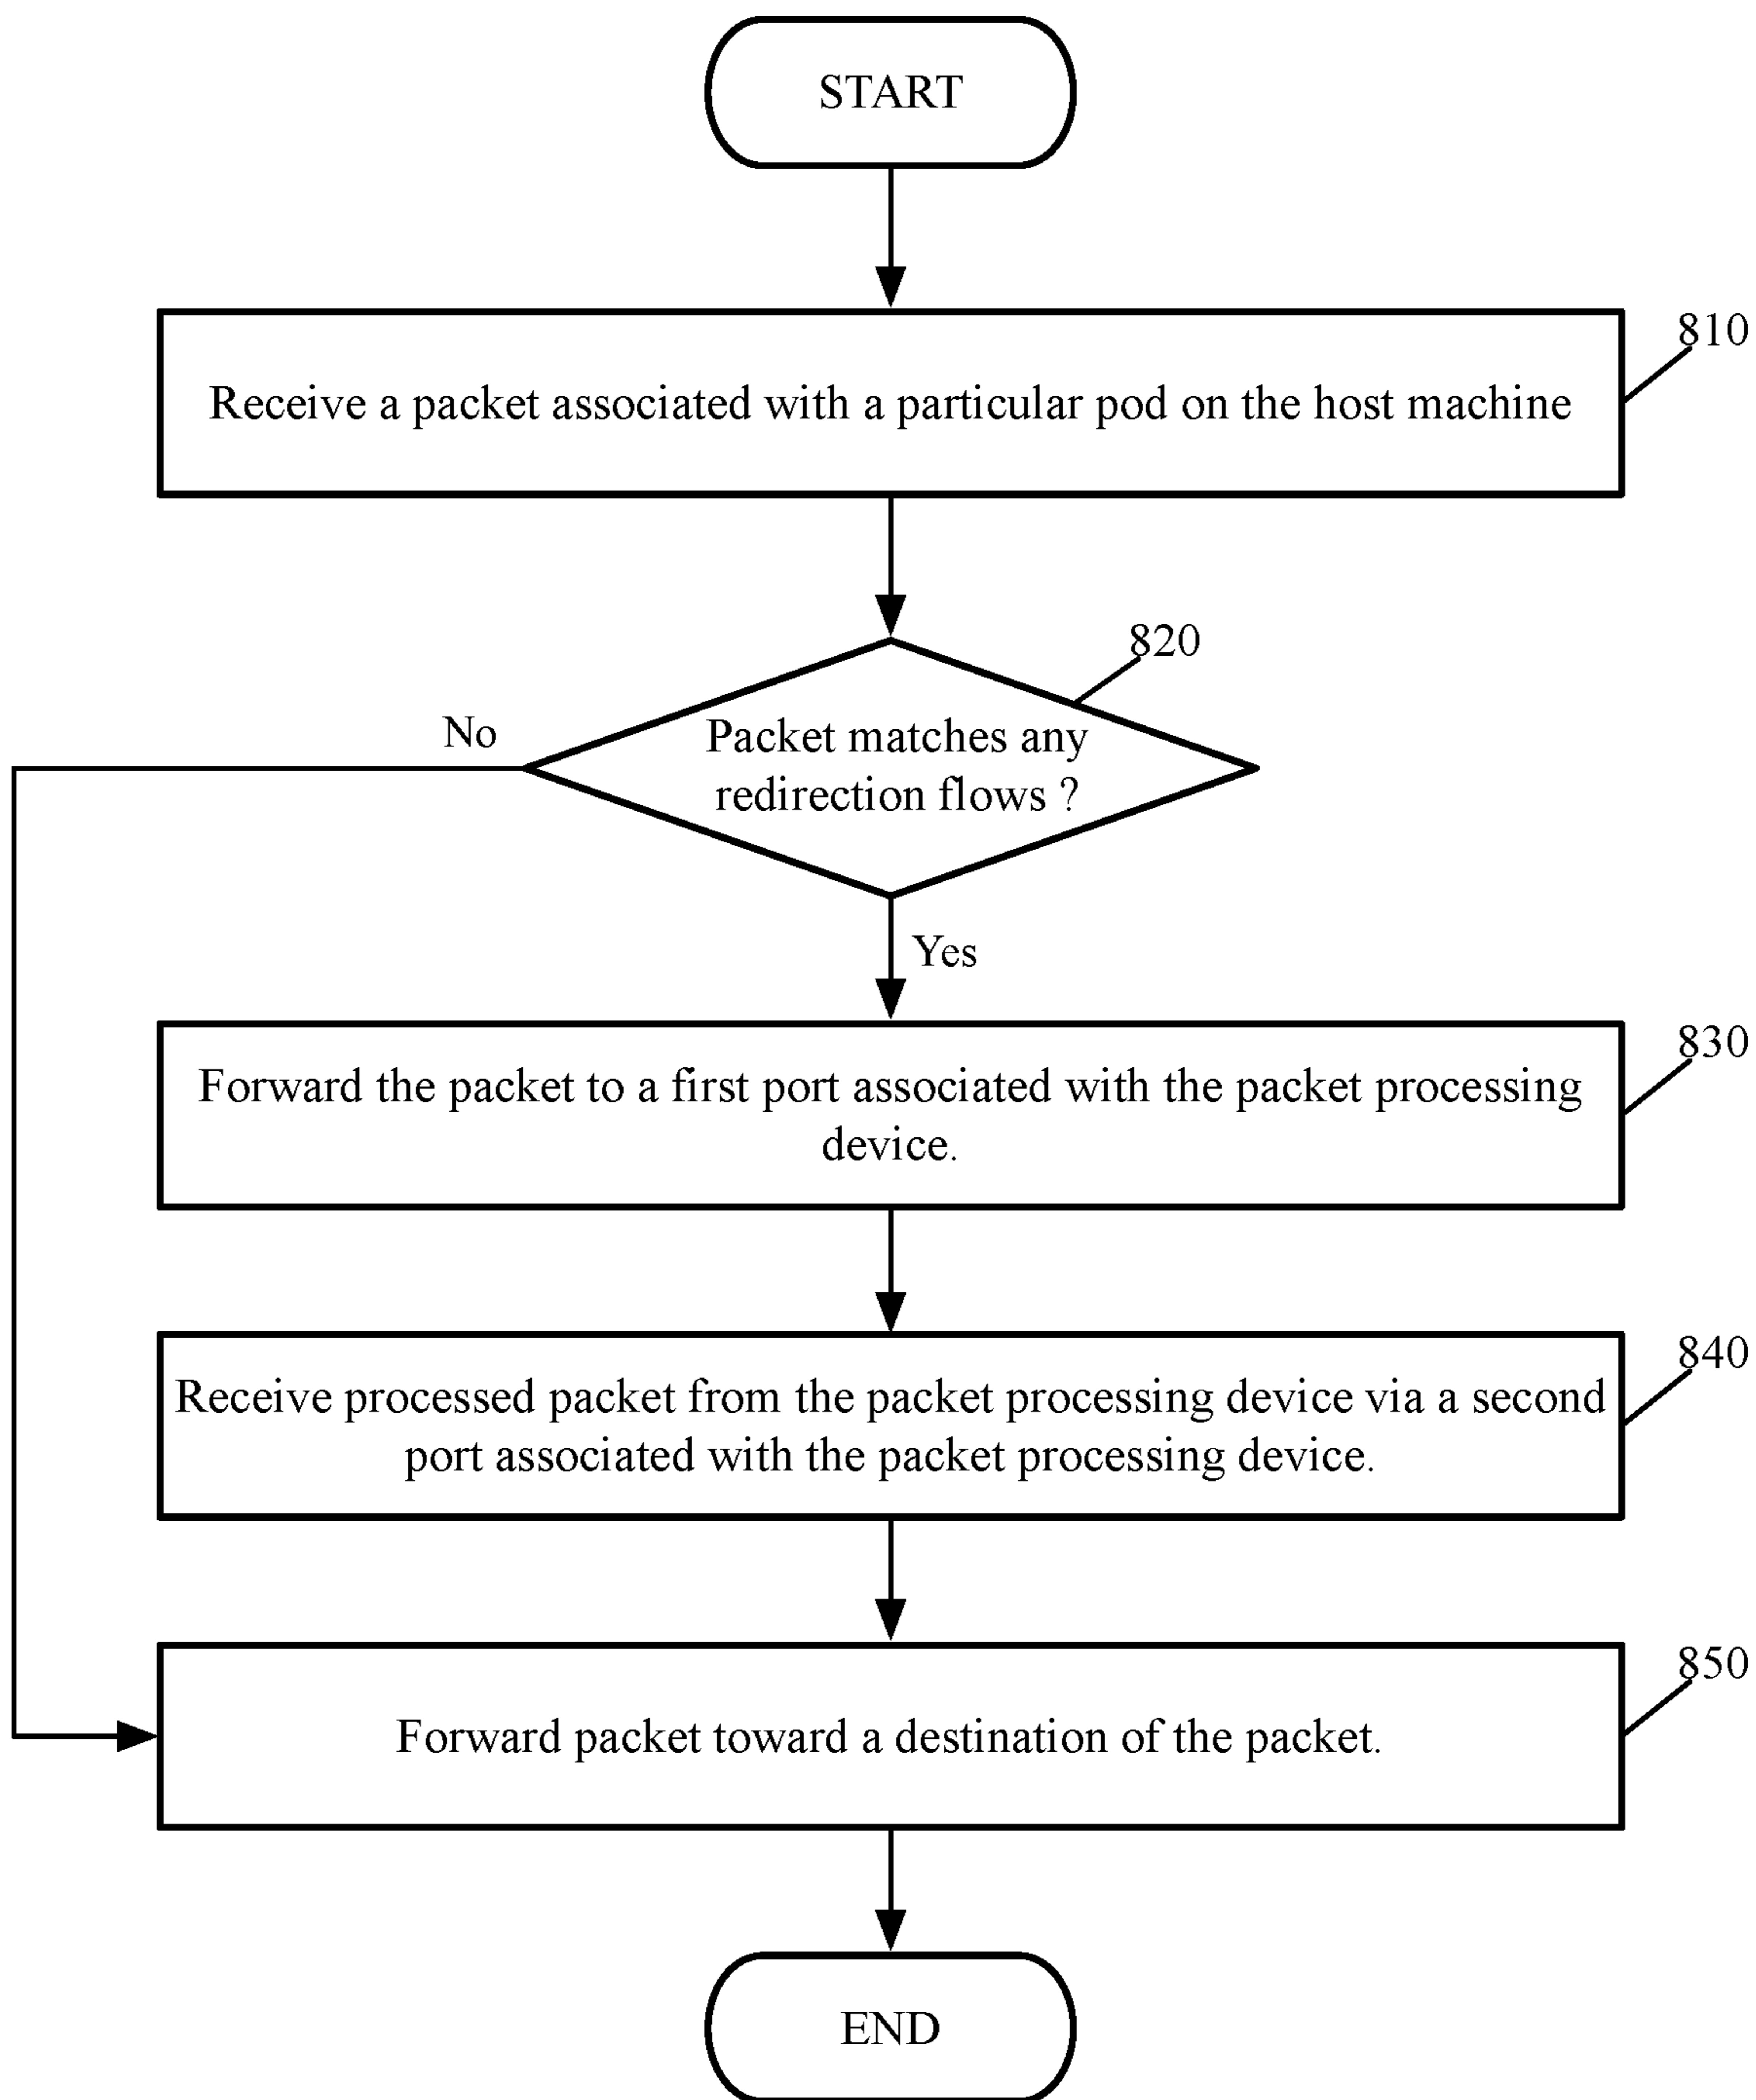 START
810
Receive a packet associated with a particular pod on the host machine
820
No
Packet matches any
redirection flows ?
Yes
830
Forward the packet to a first port associated with the packet processing
device.
840
Receive processed packet from the packet processing device via a second
port associated with the packet processing device.
850
Forward packet toward a destination of the packet.
END